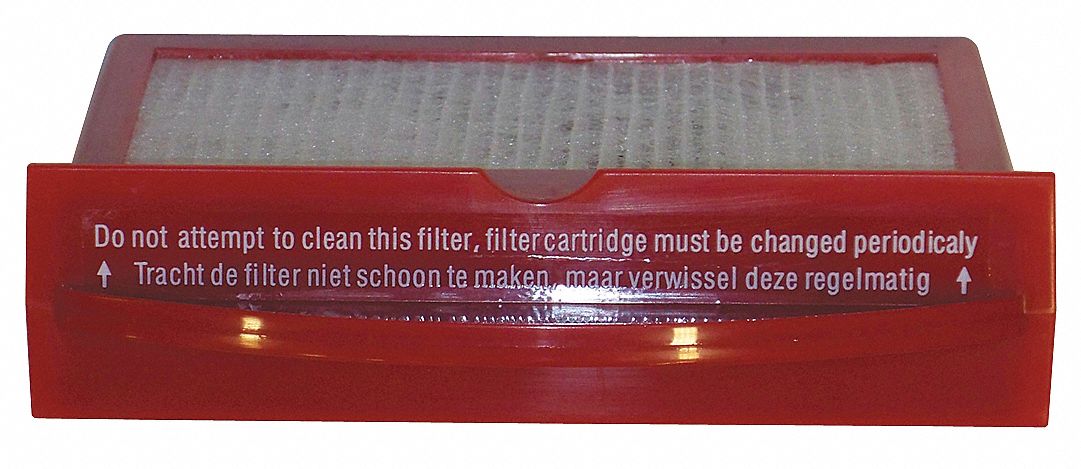 Do not attempt to clean this filter, filter cartridge must be changed periodicaly
Tracht de filter niet schoon te maken, maar verwissel deze regelmatig